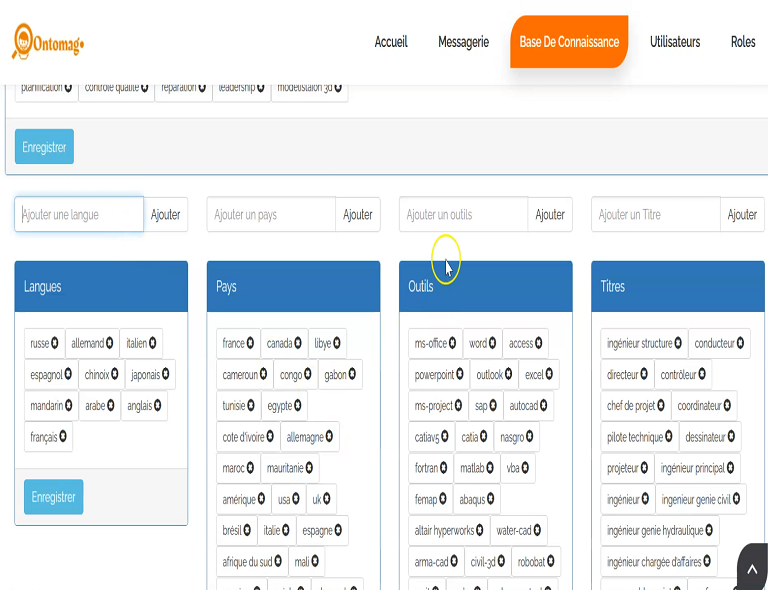 Ontomag
Accueil Messagerie Base De Connaissance Utilisateurs Roles
planification controle qualité réparation leadership modélistaion 3d
Enregistrer
Ajouter une langue Ajouter Ajouter un pays Ajouter Ajouter un outils Ajouter Ajouter un Titre Ajouter
Langues Pays Outils Titres
russe allemand italien france canada libye ms-office word access ingénieur structure conducteur
espagnol chinoix japonais cameroun congo gabon powerpoint outlook excel directeur contrôleur
mandarin arabe anglais tunisie egypte ms-project sap autocad chef de projet coordinateur
français cote d'ivoire allemagne catiav5 catia nasgro pilote technique dessinateur
maroc mauritanie fortran matlab vba projeteur ingénieur principal
Enregistrer amérique usa uk femap abaqus ingénieur ingenieur genie civil
brésil italie espagne altair hyperworks water-cad ingénieur genie hydraulique
afrique du sud mali arma-cad civil-3d robobat ingénieur chargée d'affaires